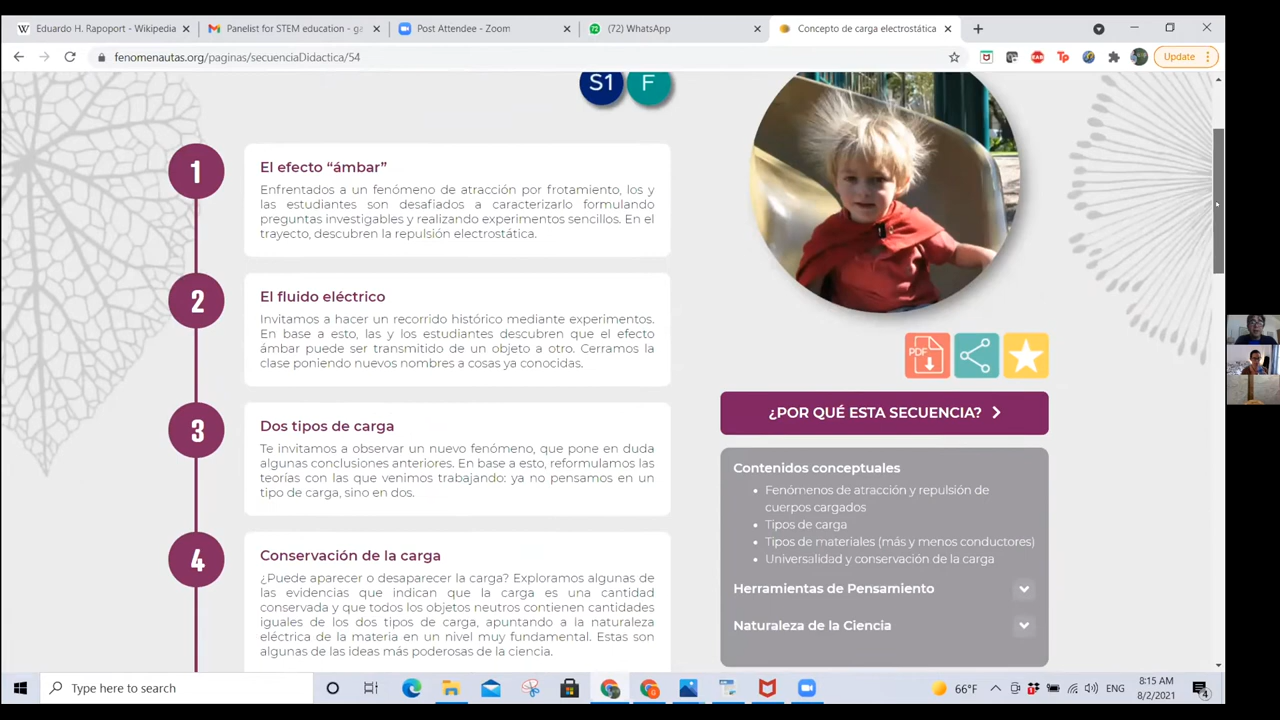 Eduardo H. Rapoport - Wikipedia
Panelist for STEM education - ga
Post Attendee - Zoom
(72) WhatsApp
Concepto de carga electrostática
fenomenautas.org/paginas/secuenciaDidactica/54
Update
S1 F
1
El efecto “ámbar”
Enfrentados a un fenómeno de atracción por frotamiento, los y
las estudiantes son desafiados a caracterizarlo formulando
preguntas investigables y realizando experimentos sencillos. En el
trayecto, descubren la repulsión electrostática.
2
El fluido eléctrico
Invitamos a hacer un recorrido histórico mediante experimentos.
En base a esto, las y los estudiantes descubren que el efecto
ámbar puede ser transmitido de un objeto a otro. Cerramos la
clase poniendo nuevos nombres a cosas ya conocidas.
3
Dos tipos de carga
Te invitamos a observar un nuevo fenómeno, que pone en duda
algunas conclusiones anteriores. En base a esto, reformulamos las
teorías con las que venimos trabajando: ya no pensamos en un
tipo de carga, sino en dos.
4
Conservación de la carga
¿Puede aparecer o desaparecer la carga? Exploramos algunas de
las evidencias que indican que la carga es una cantidad
conservada y que todos los objetos neutros contienen cantidades
iguales de los dos tipos de carga, apuntando a la naturaleza
eléctrica de la materia en un nivel muy fundamental. Estas son
algunas de las ideas más poderosas de la ciencia.
PDF
¿POR QUÉ ESTA SECUENCIA?
Contenidos conceptuales
Fenómenos de atracción y repulsión de
cuerpos cargados
Tipos de carga
Tipos de materiales (más y menos conductores)
Universalidad y conservación de la carga
Herramientas de Pensamiento
Naturaleza de la Ciencia
Type here to search
66°F
ENG
8:15 AM
8/2/2021
4